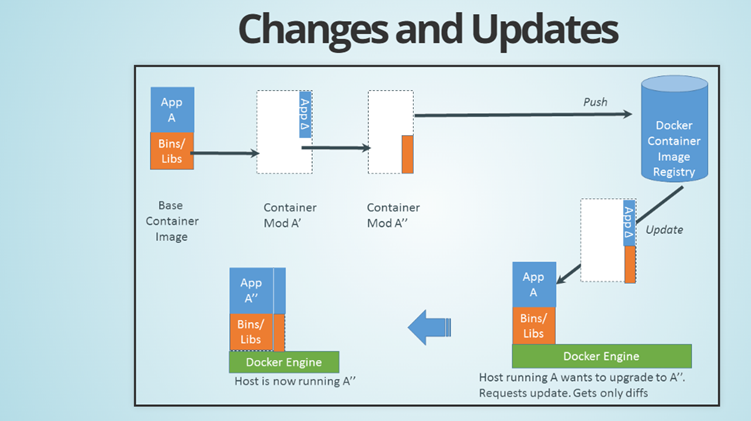 Changes and Updates
App
A
Bins/
Libs
App Δ
Push
Docker
Container
Image
Registry
Base
Container
Image
Container
Mod A'
Container
Mod A''
App Δ
Update
App
A''
Bins/
Libs
Docker Engine
Host is now running A''
App
A
Bins/
Libs
Docker Engine
Host running A wants to upgrade to A''.
Requests update. Gets only diffs